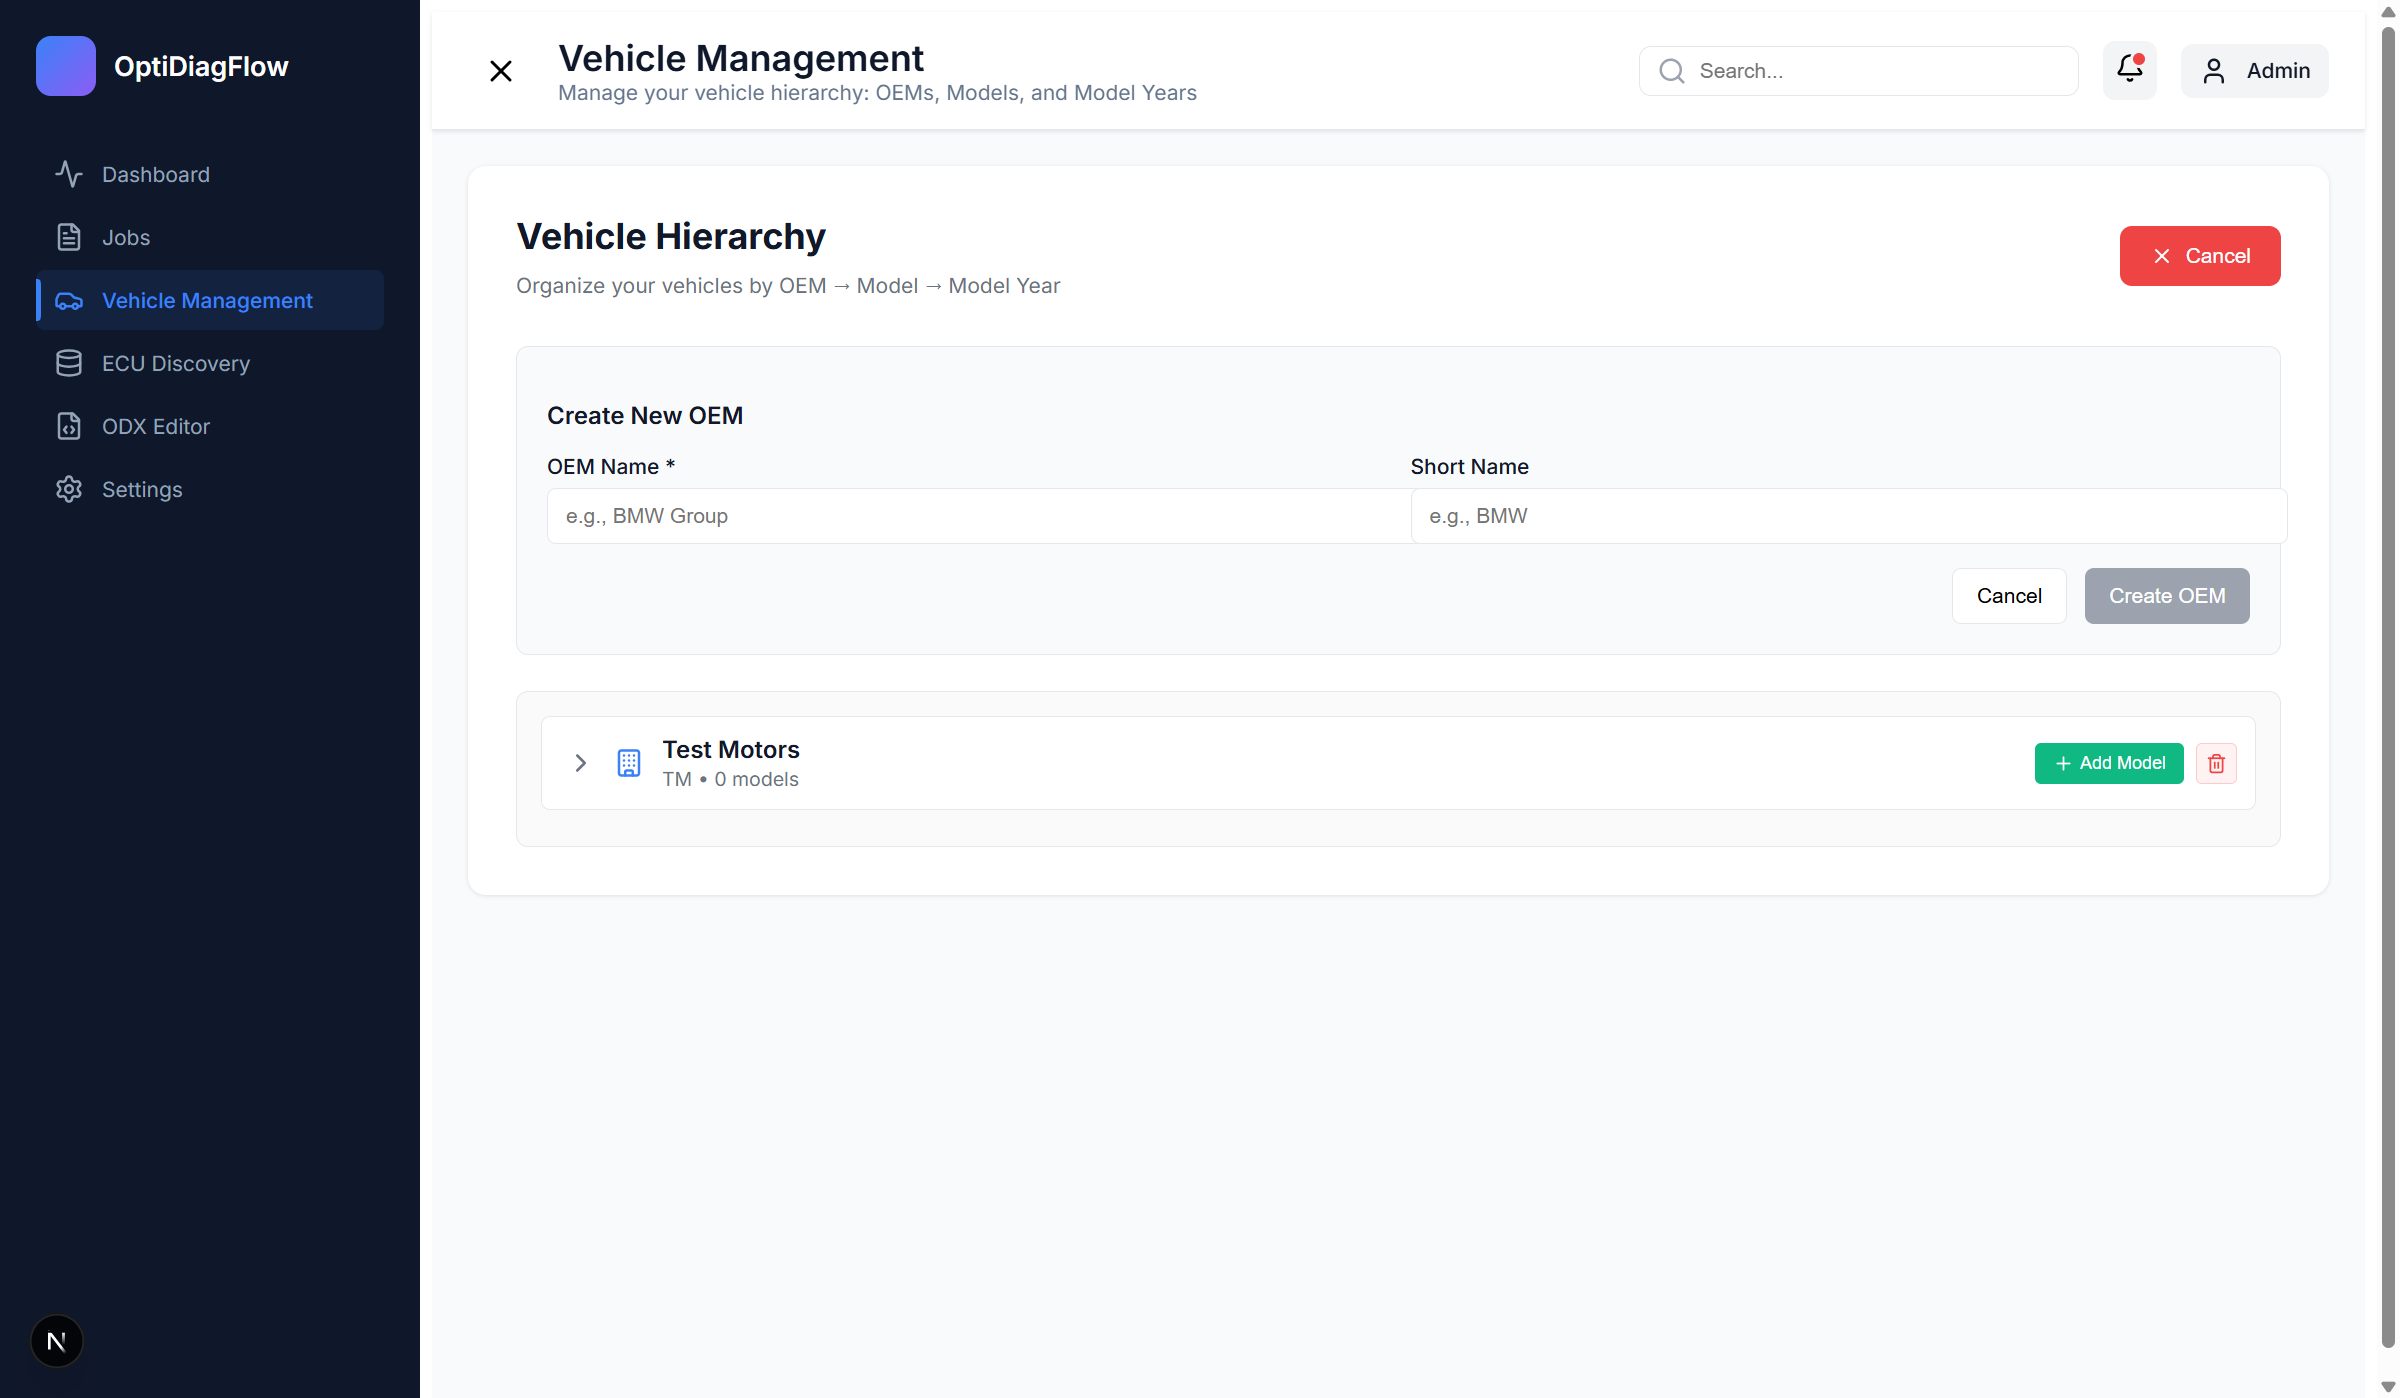 OptiDiagFlow
Dashboard
Jobs
Vehicle Management
ECU Discovery
ODX Editor
Settings
N
Vehicle Management
Manage your vehicle hierarchy: OEMs, Models, and Model Years
Search...
Admin
Vehicle Hierarchy
Organize your vehicles by OEM → Model → Model Year
Cancel
Create New OEM
OEM Name *
Short Name
e.g., BMW Group
e.g., BMW
Cancel
Create OEM
Test Motors
TM • 0 models
Add Model